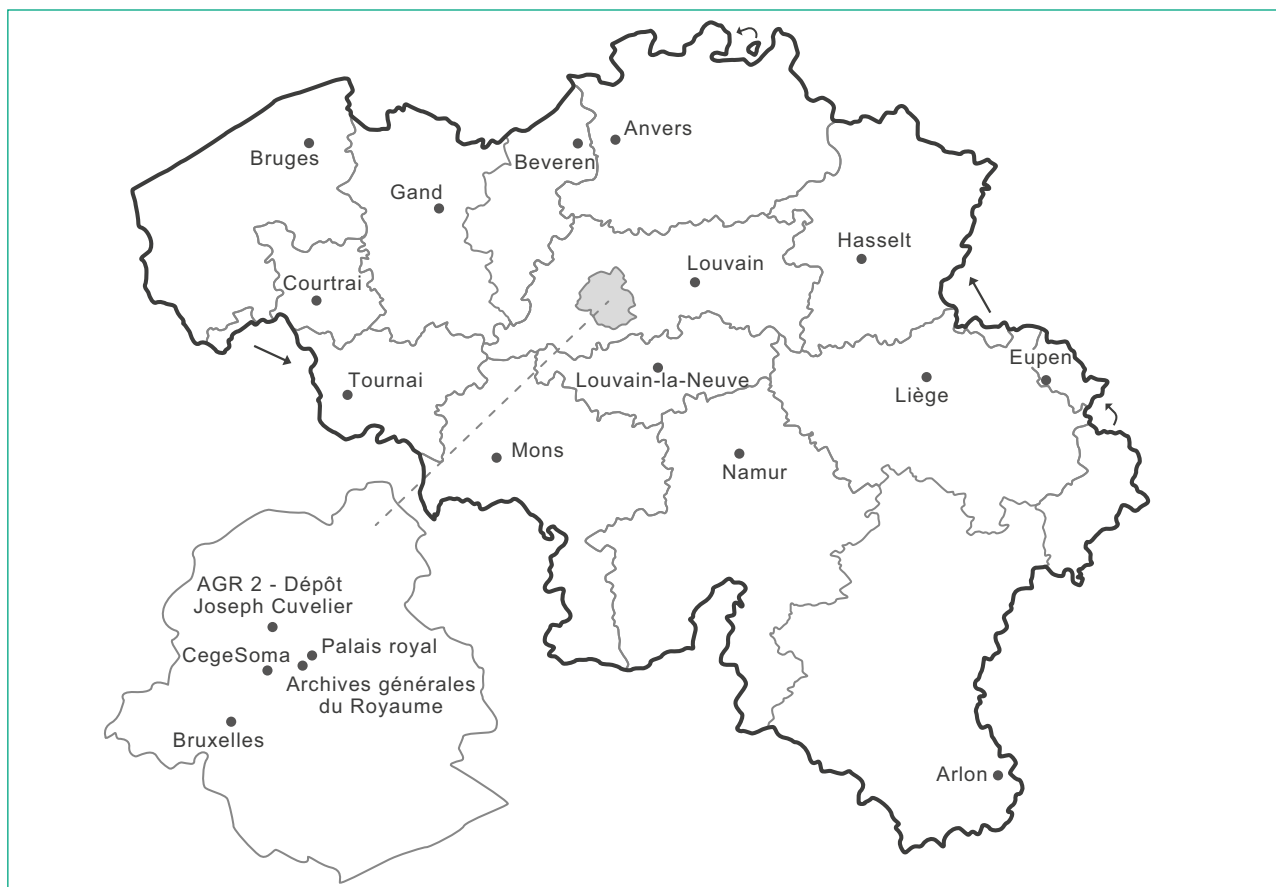 Anvers
Bruges
Beveren
Gand
Hasselt
Louvain
Courtrai
Eupen
Tournai
Louvain-la-Neuve
Liège
Mons
Namur
AGR 2 - Dépôt
Joseph Cuvelier
Palais royal
CegeSoma
Archives générales
du Royaume
Bruxelles
Arlon